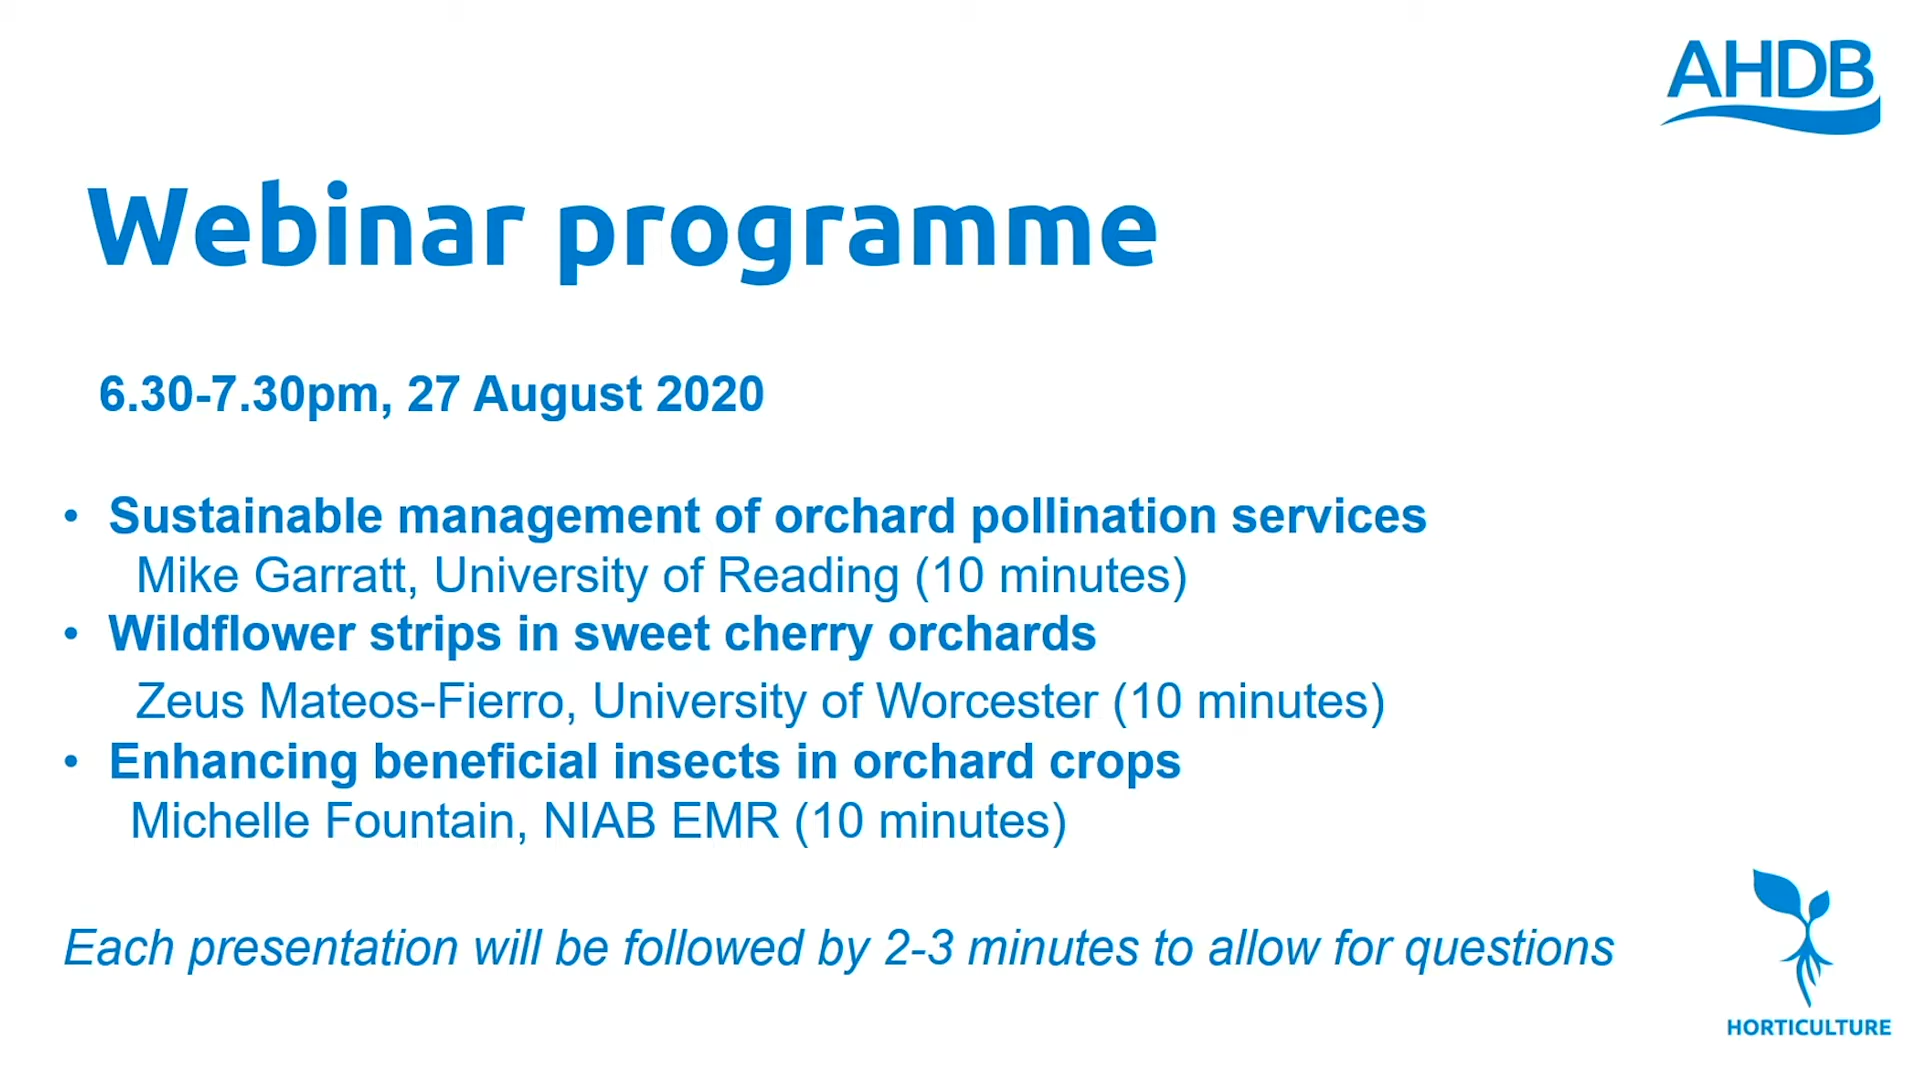 AHDB
Webinar programme
6.30-7.30pm, 27 August 2020
• Sustainable management of orchard pollination services
Mike Garratt, University of Reading (10 minutes)
• Wildflower strips in sweet cherry orchards
Zeus Mateos-Fierro, University of Worcester (10 minutes)
• Enhancing beneficial insects in orchard crops
Michelle Fountain, NIAB EMR (10 minutes)
Each presentation will be followed by 2-3 minutes to allow for questions
HORTICULTURE